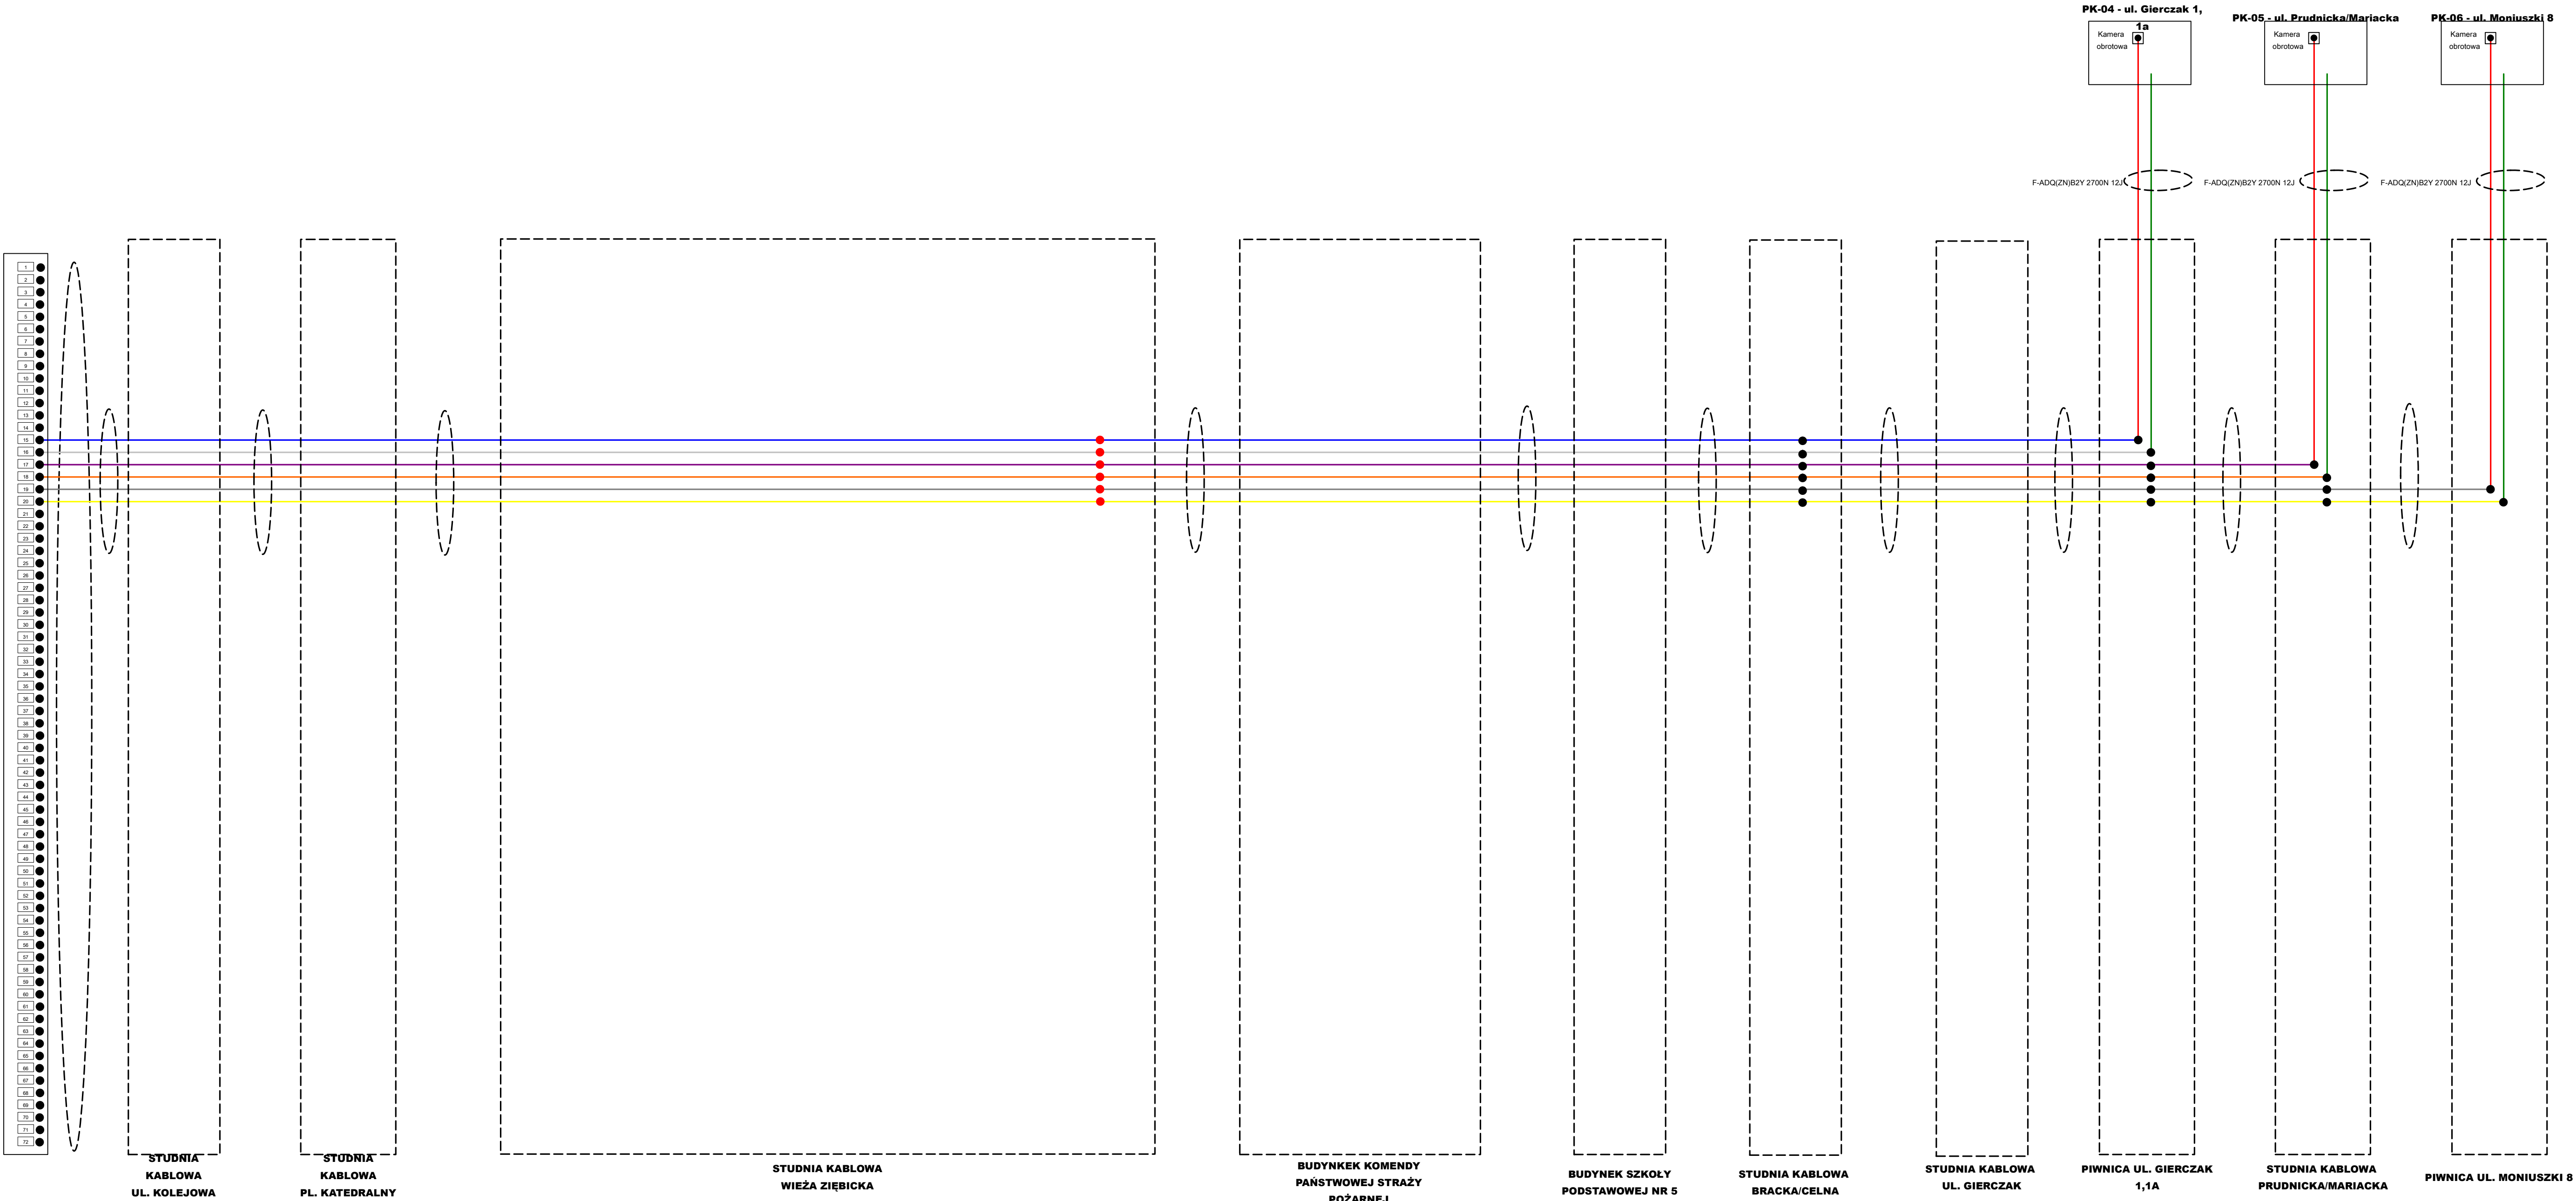 PK-04 - ul. Gierczak 1,
1a
PK-05 - ul. Prudnicka/Mariacka
PK-06 - ul. Moniuszki 8
Kamera
obrotowa
Kamera
obrotowa
Kamera
obrotowa
F-ADQ(ZN)B2Y 2700N 12J
F-ADQ(ZN)B2Y 2700N 12J
F-ADQ(ZN)B2Y 2700N 12J
1
2
3
4
5
6
7
8
9
10
11
12
13
14
15
16
17
18
19
20
21
22
23
24
25
26
27
28
29
30
31
32
33
34
35
36
37
38
39
40
41
42
43
44
45
46
47
48
49
50
51
52
53
54
55
56
57
58
59
60
61
62
63
64
65
66
67
68
69
70
71
72
STUDNIA
KABLOWA
UL. KOLEJOWA
STUDNIA
KABLOWA
PL. KATEDRALNY
STUDNIA KABLOWA
WIEŻA ZIĘBICKA
BUDYNKEK KOMENDY
PAŃSTWOWEJ STRAŻY
POŻARNEJ
BUDYNEK SZKOŁY
PODSTAWOWEJ NR 5
STUDNIA KABLOWA
BRACKA/CELNA
STUDNIA KABLOWA
UL. GIERCZAK
PIWNICA UL. GIERCZAK
1,1A
STUDNIA KABLOWA
PRUDNICKA/MARIACKA
PIWNICA UL. MONIUSZKI 8